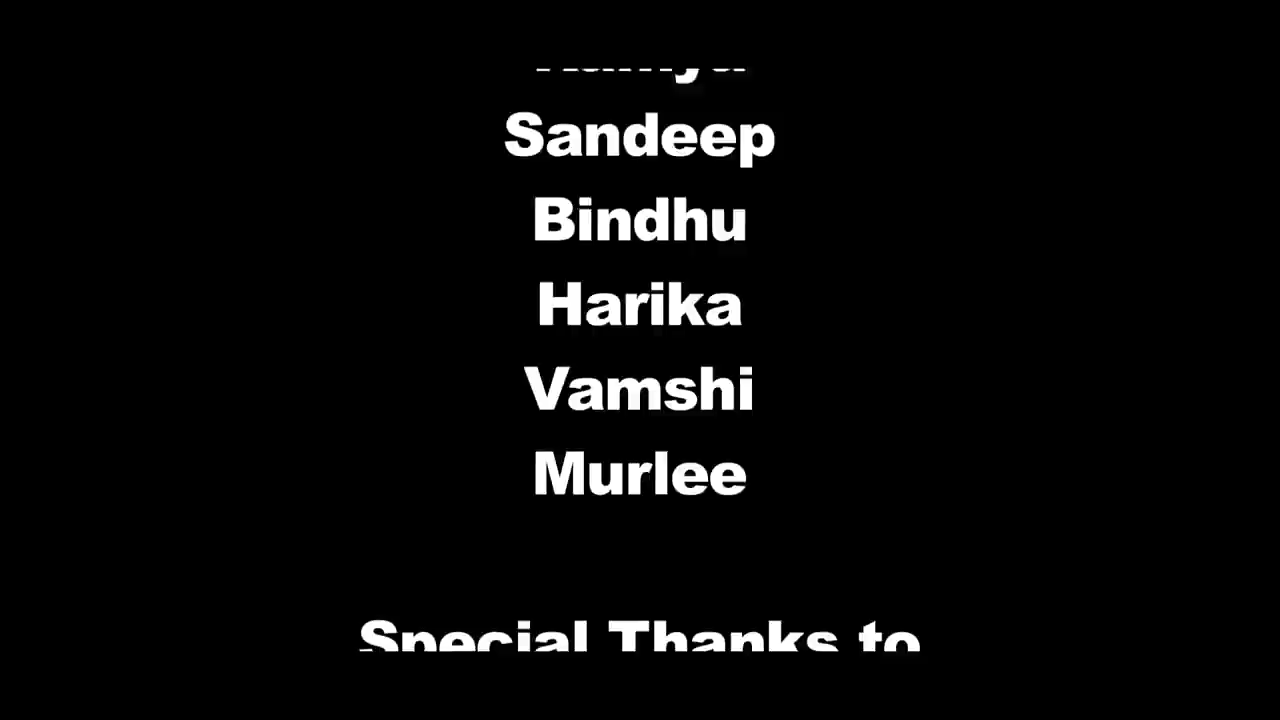 Sandeep
Bindhu
Harika
Vamshi
Murlee
Special Thanks to